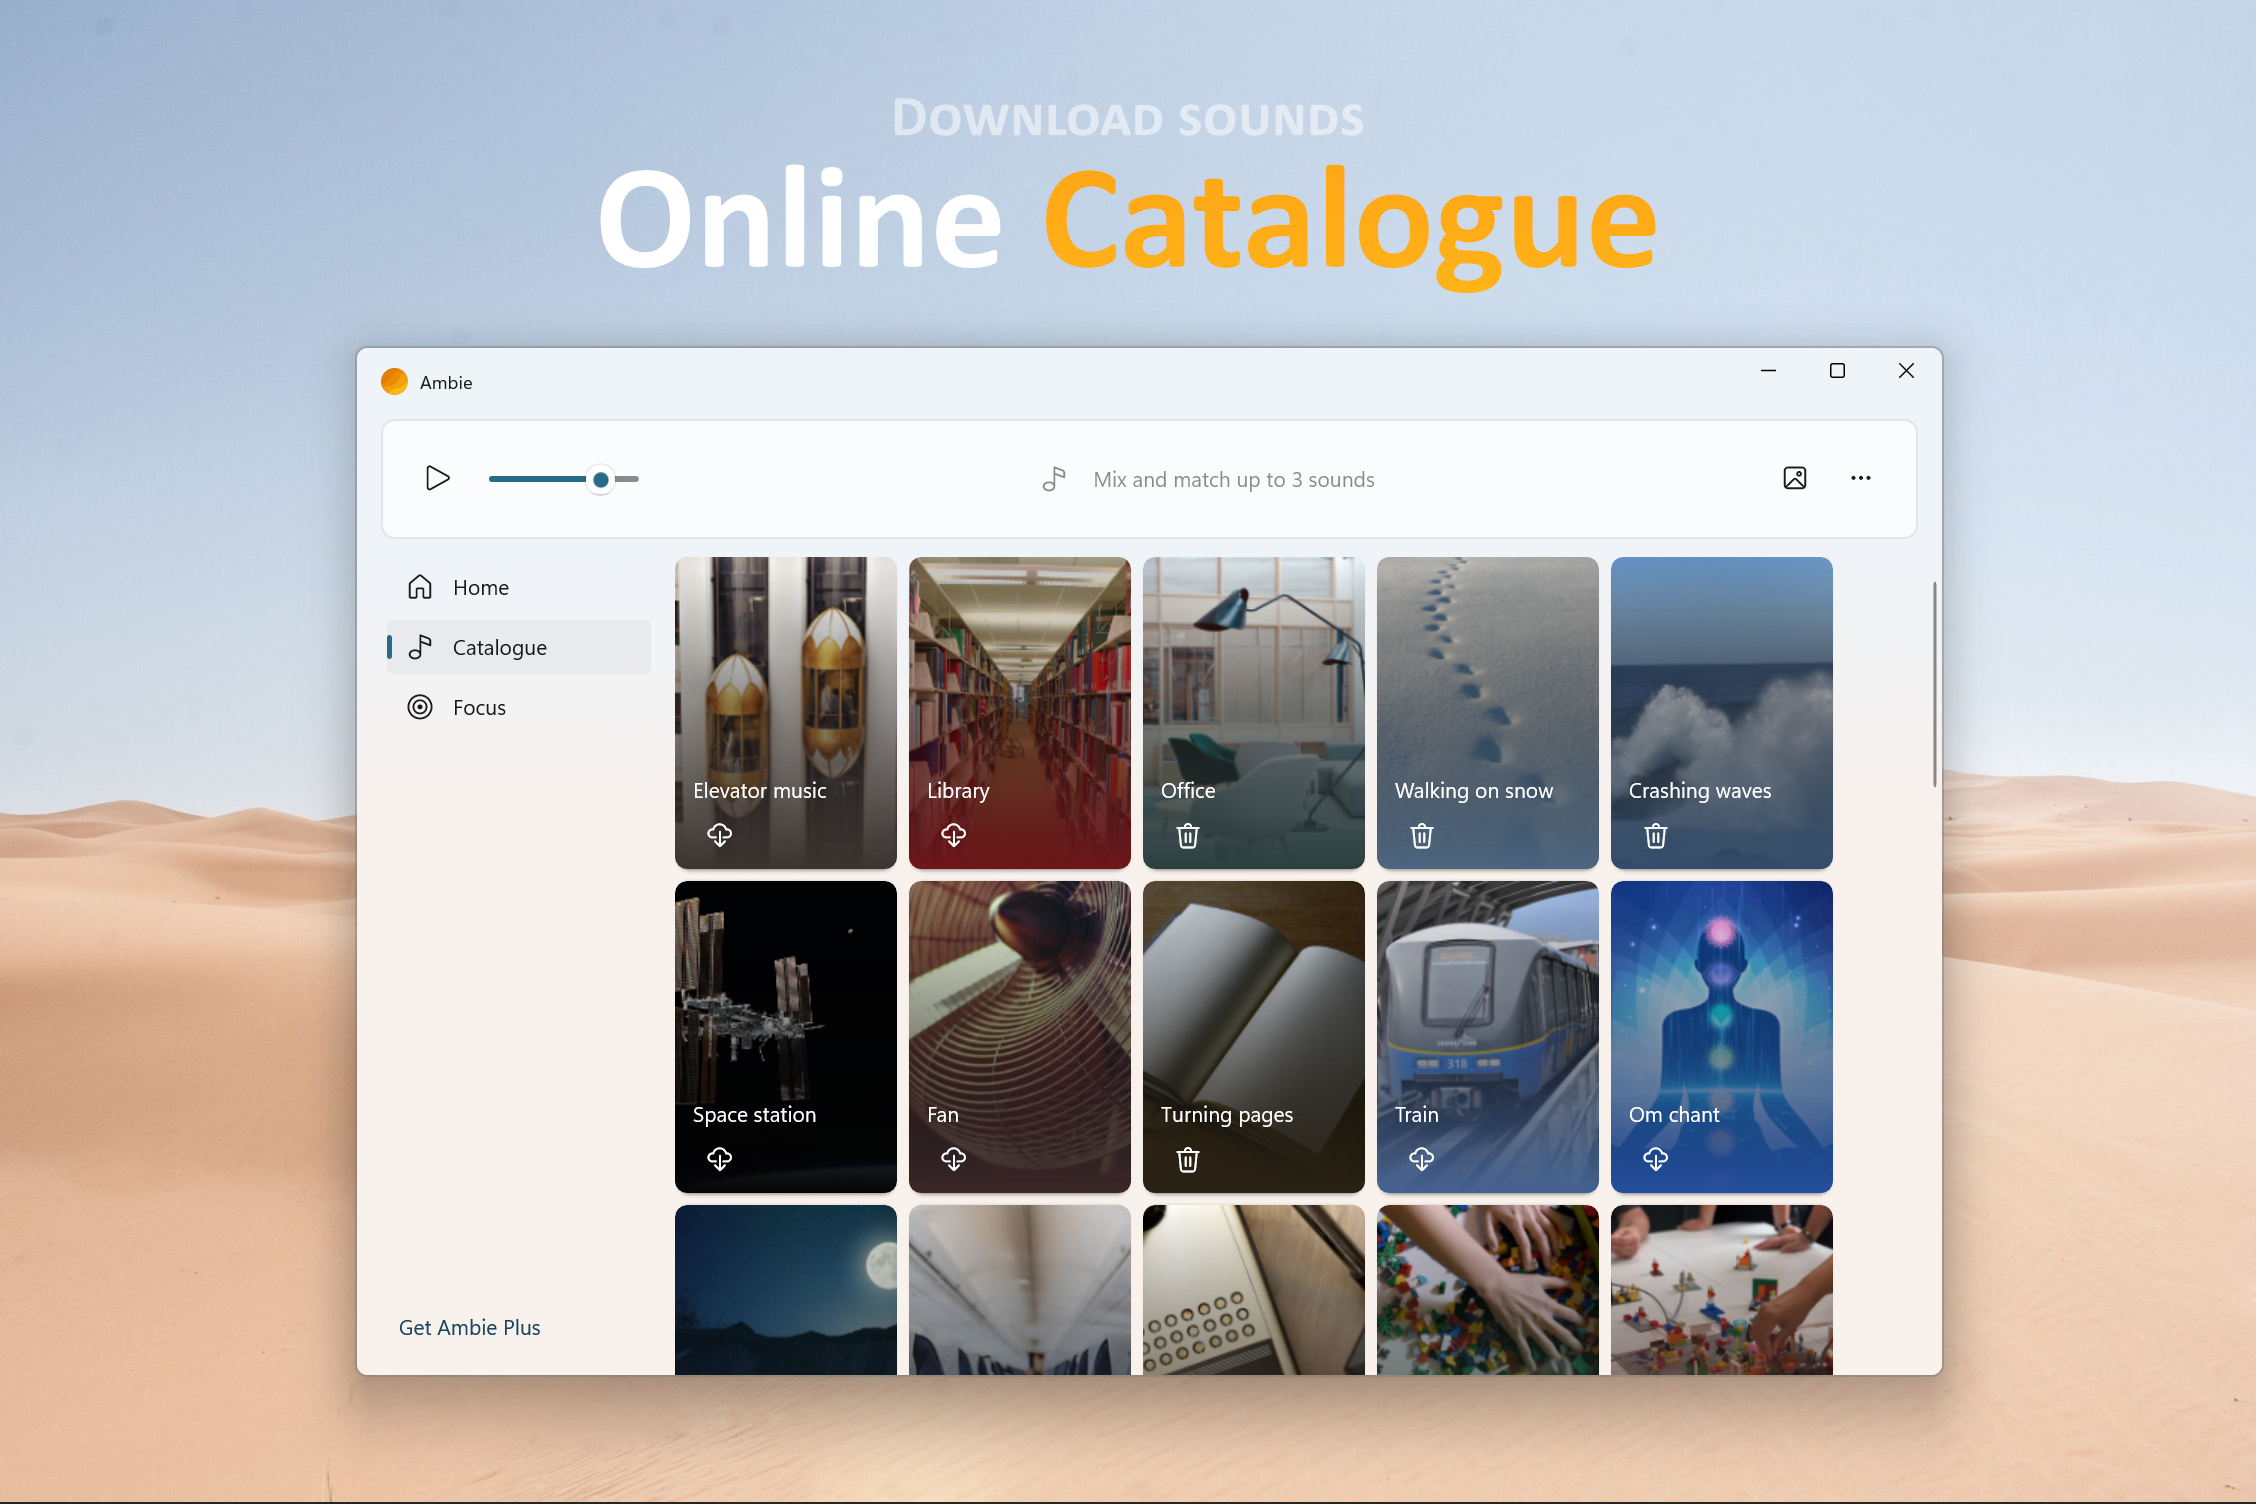 DOWNLOAD SOUNDS
Online Catalogue
Ambie
Mix and match up to 3 sounds
Home
Catalogue
Focus
Elevator music
Library
Office
Walking on snow
Crashing waves
318
Space station
Fan
Turning pages
Train
Om chant
Get Ambie Plus